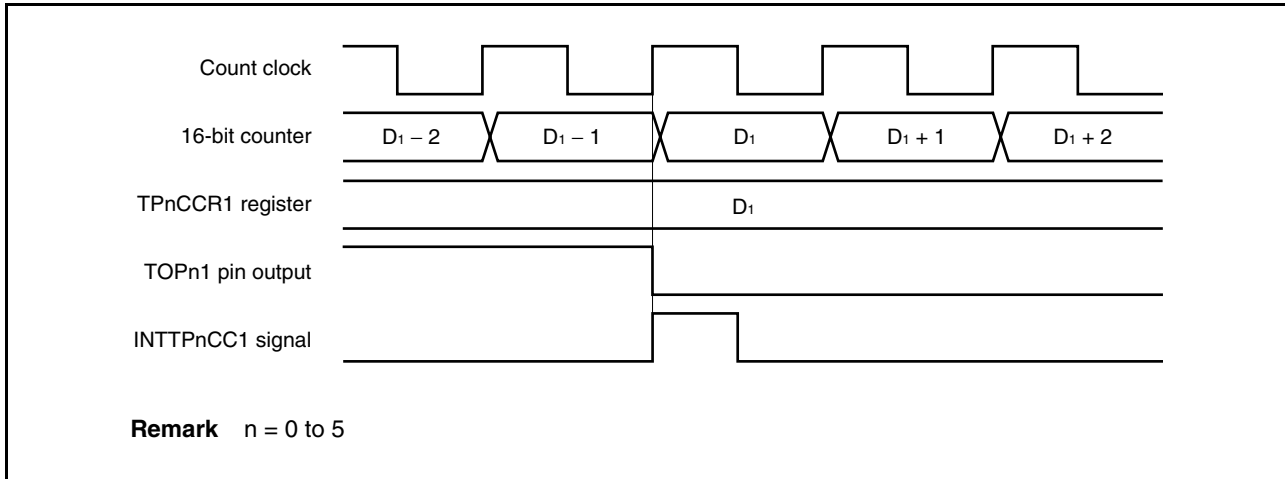 Count clock
16-bit counter D1 − 2 D1 − 1 D1 D1 + 1 D1 + 2
TPnCCR1 register D1
TOPn1 pin output
INTTPnCC1 signal
Remark n = 0 to 5